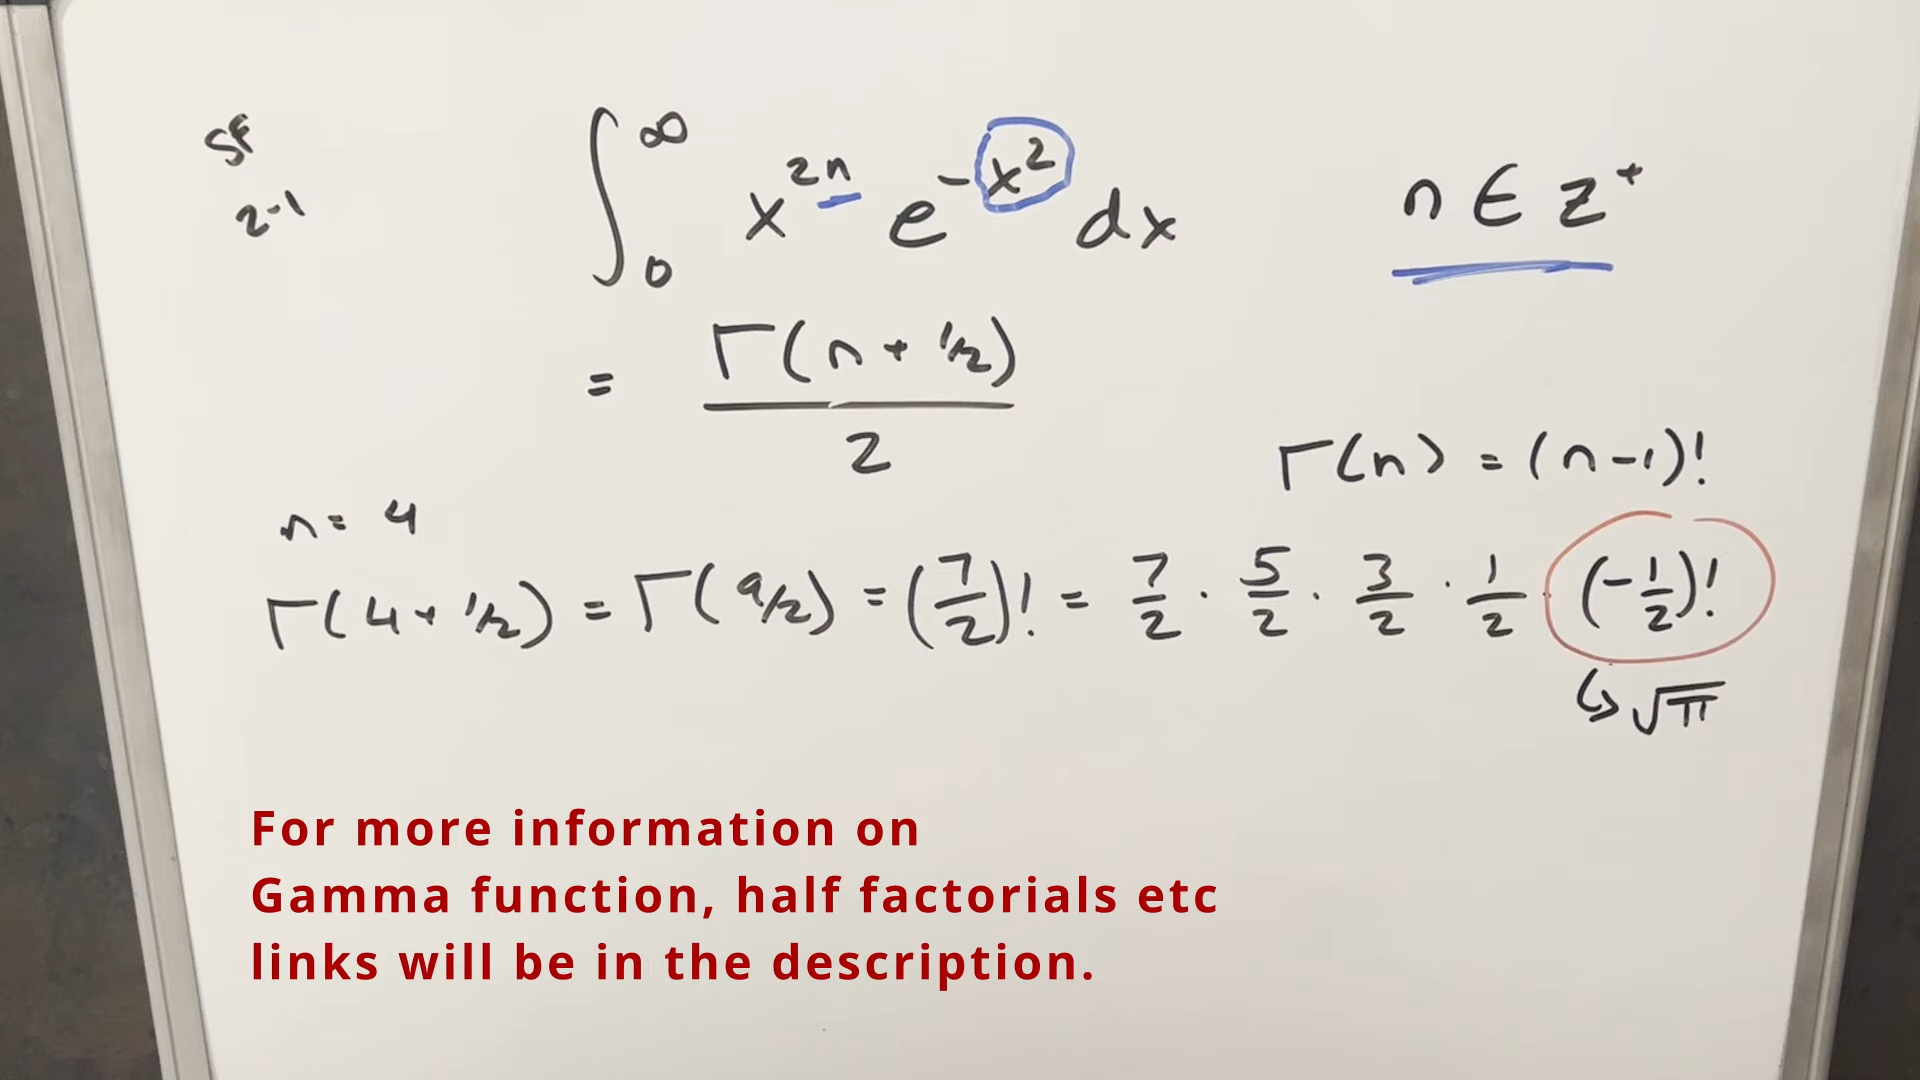 SF
2-1
∫₀^∞ x²ⁿ e^(-x²) dx n ∈ Z⁺
= Γ(n + 1/2) / 2
Γ(n) = (n-1)!
n = 4
Γ(4 + 1/2) = Γ(9/2) = (7/2)! = 7/2 · 5/2 · 3/2 · 1/2 · (-1/2)!
↳ √π
For more information on
Gamma function, half factorials etc
links will be in the description.